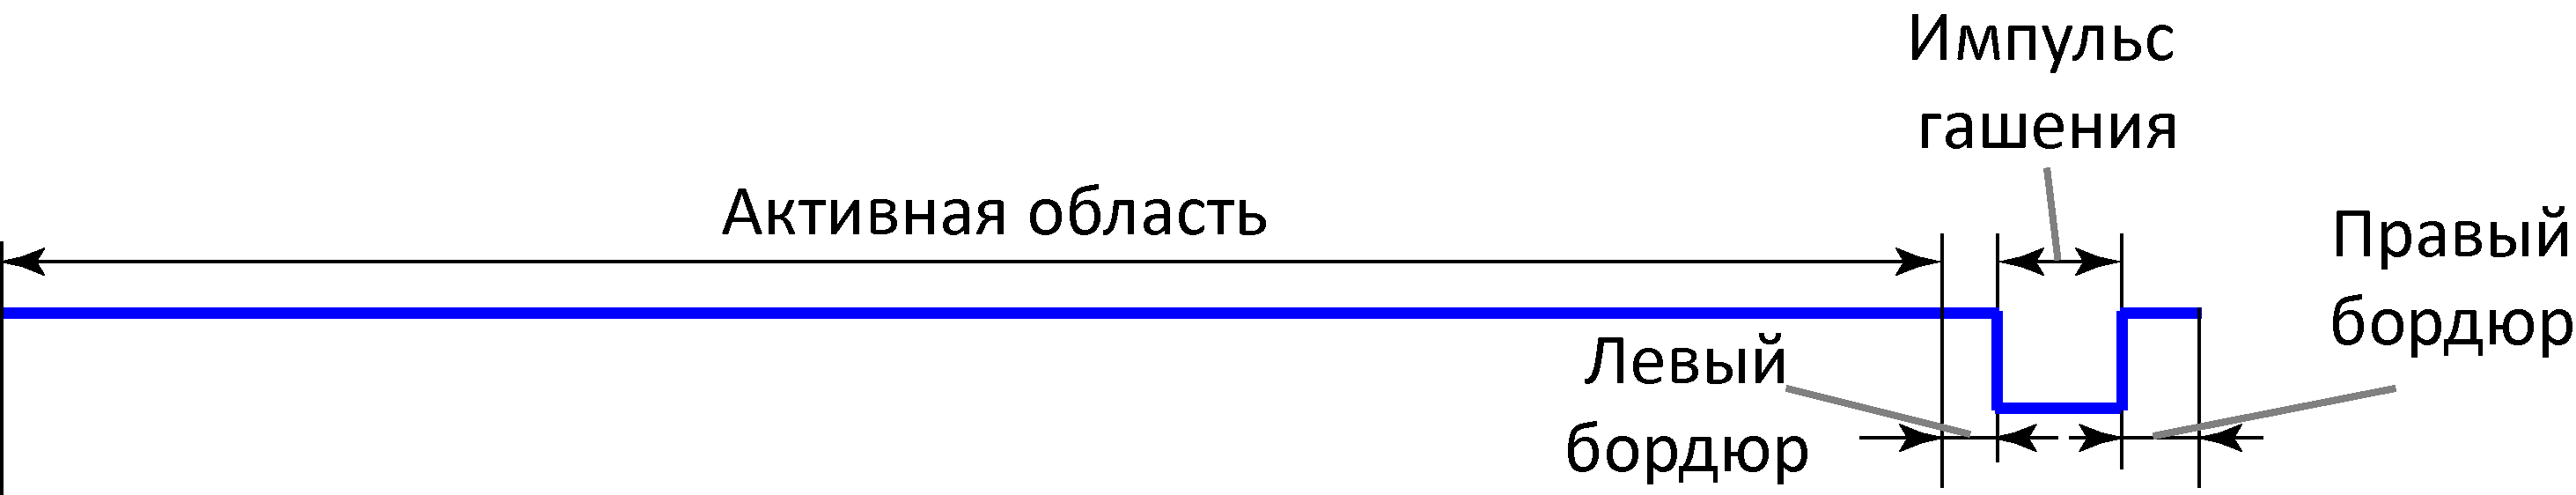 Импульс
гашения
Активная область
Правый
бордюр
Левый
бордюр